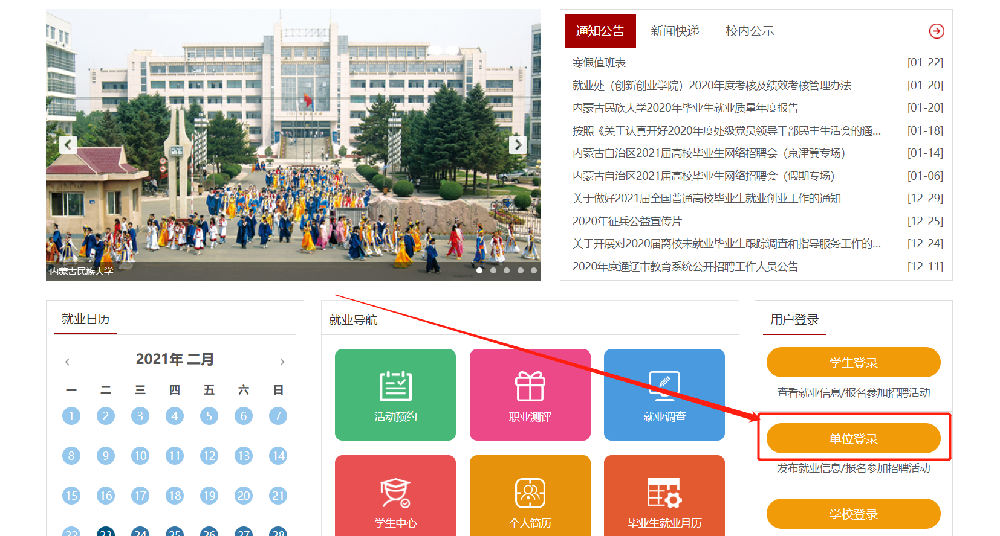 内蒙古民族大学
通知公告 新闻快递 校内公示
寒假值班表 [01-22]
就业处（创新创业学院）2020年度考核及绩效考核管理办法 [01-20]
内蒙古民族大学2020年毕业生就业质量年度报告 [01-20]
按照《关于认真开好2020年度处级党员领导干部民主生活会的通... [01-18]
内蒙古自治区2021届高校毕业生网络招聘会（京津冀专场） [01-14]
内蒙古自治区2021届高校毕业生网络招聘会（假期专场） [01-06]
关于做好2021届全国普通高校毕业生就业创业工作的通知 [12-29]
2020年征兵公益宣传片 [12-25]
关于开展对2020届离校未就业毕业生跟踪调查和指导服务工作的... [12-24]
2020年度通辽市教育系统公开招聘工作人员公告 [12-11]
就业日历
2021年 二月
一 二 三 四 五 六 日
1 2 3 4 5 6 7
8 9 10 11 12 13 14
15 16 17 18 19 20 21
22 23 24 25 26 27 28
就业导航
活动预约 职业测评 就业调查
学生中心 个人简历 毕业生就业月历
用户登录
学生登录
查看就业信息/报名参加招聘活动
单位登录
发布就业信息/报名参加招聘活动
学校登录